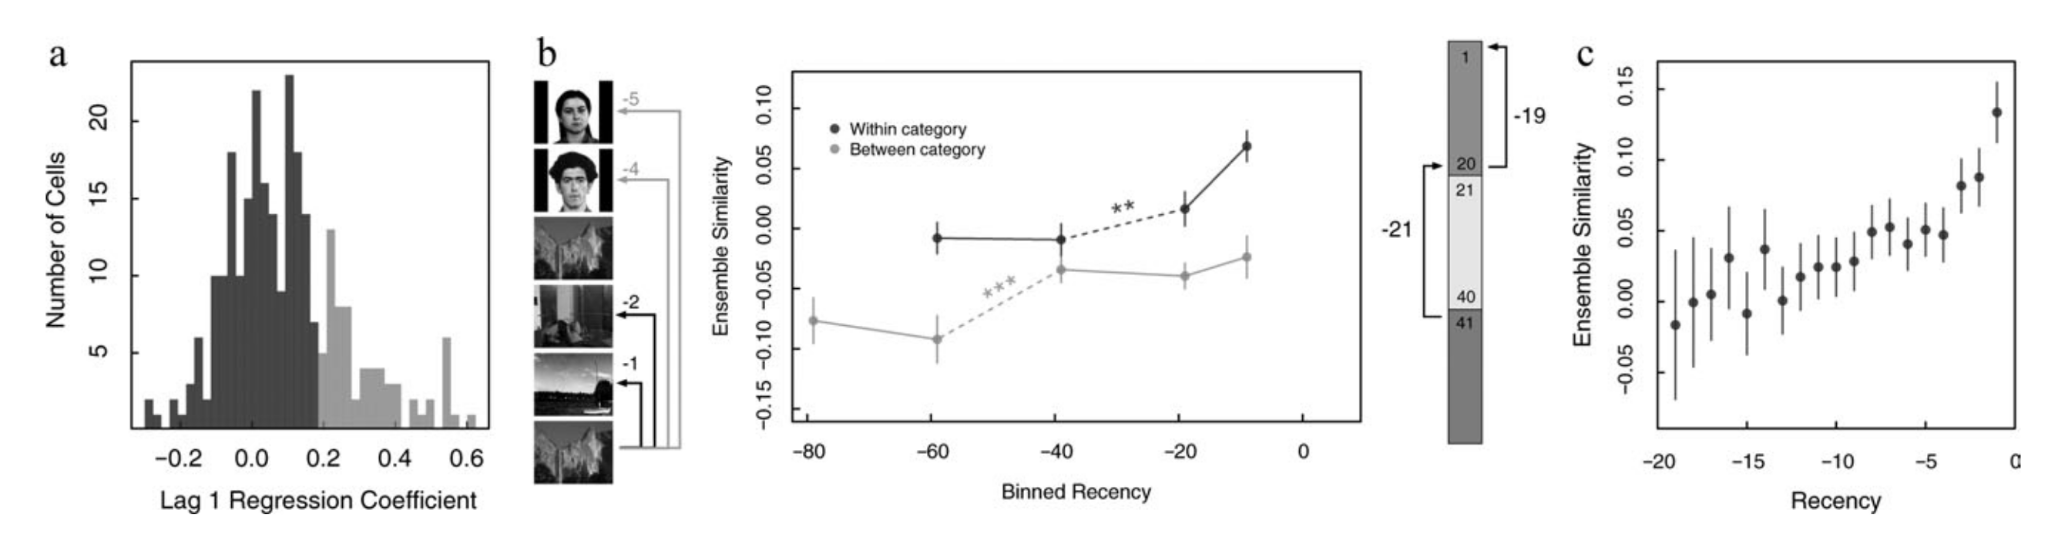 a
Number of Cells
20
15
10
5
−0.2 0.0 0.2 0.4 0.6
Lag 1 Regression Coefficient
b
-5
-4
-2
-1
Ensemble Similarity
0.10
0.05
0.00
−0.05
−0.10
−0.15
Within category
Between category
**
***
−80 −60 −40 −20 0
Binned Recency
1
20
21
40
41
-19
-21
c
Ensemble Similarity
0.15
0.10
0.05
0.00
−0.05
−20 −15 −10 −5 0
Recency